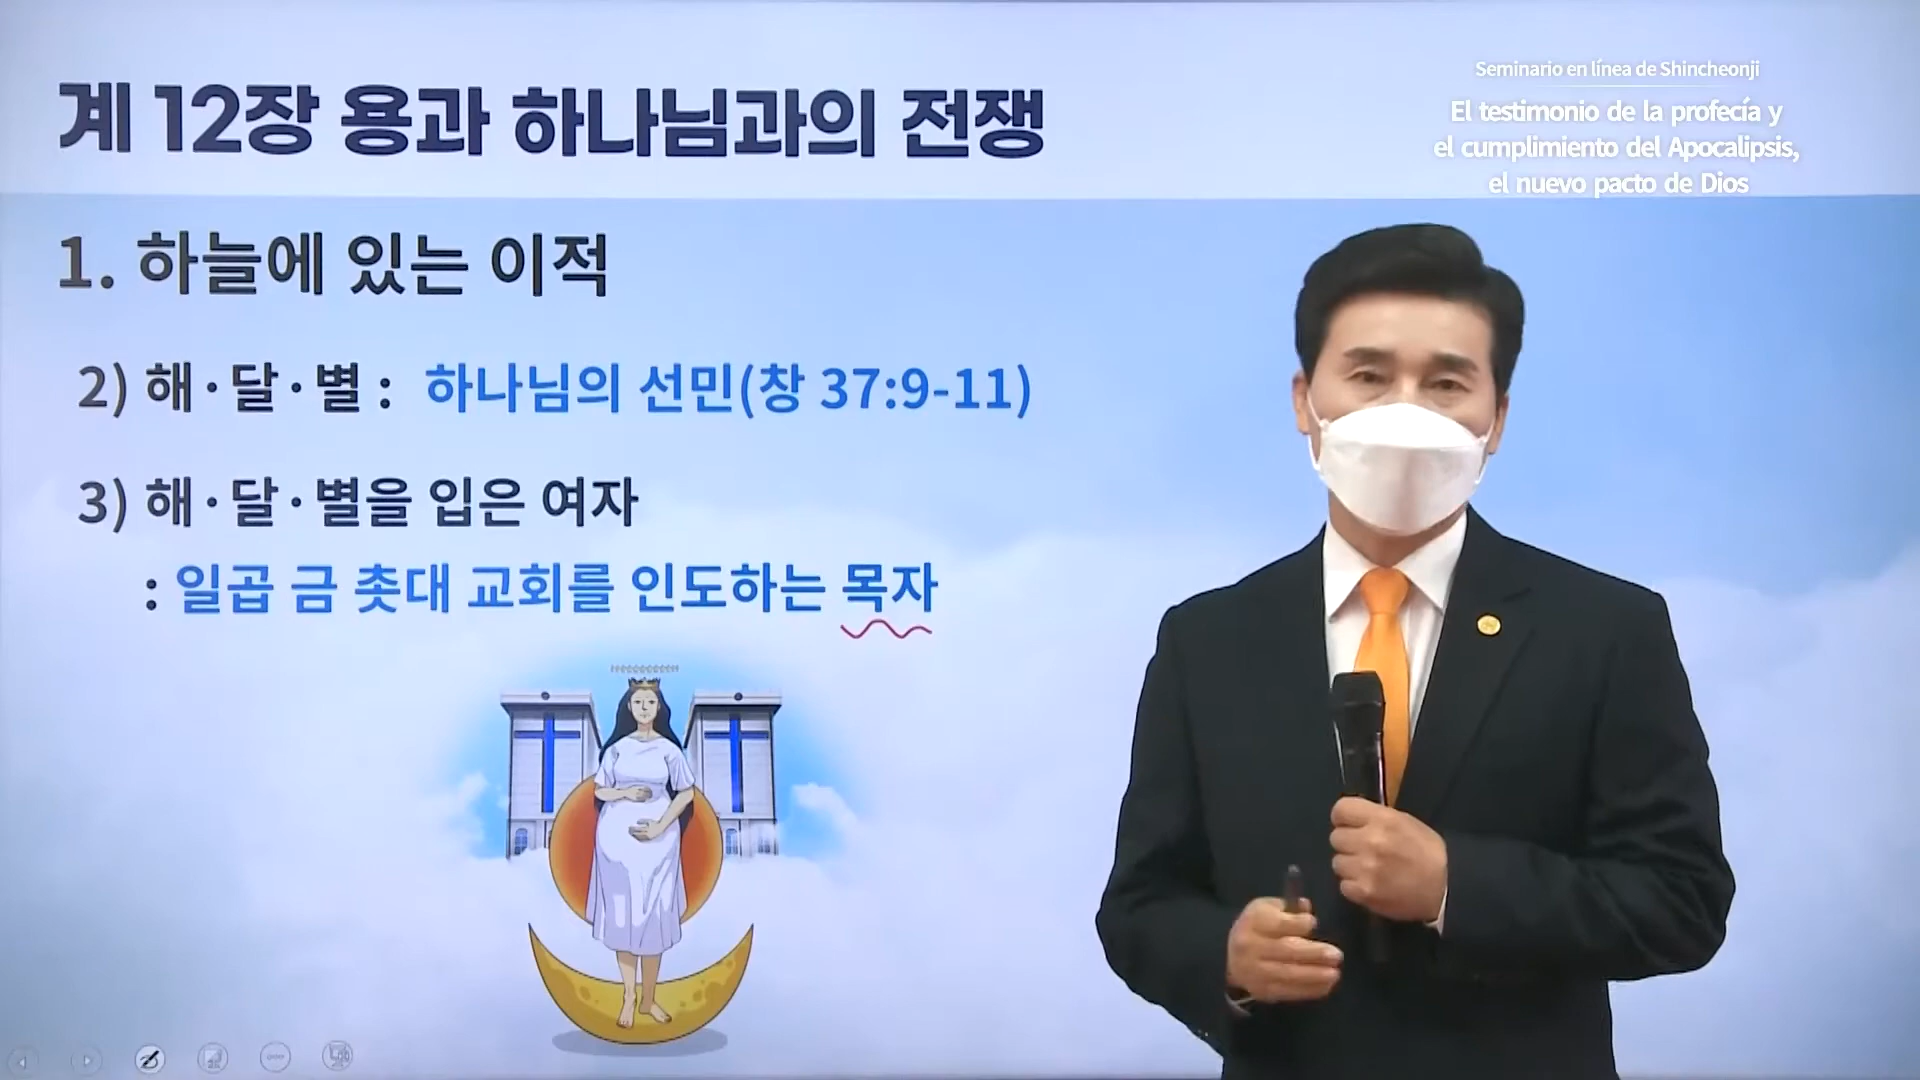 계 12장 용과 하나님과의 전쟁
Seminario en línea de Shincheonji
El testimonio de la profecía y
el cumplimiento del Apocalipsis,
el nuevo pacto de Dios
1. 하늘에 있는 이적
2) 해·달·별 : 하나님의 선민(창 37:9-11)
3) 해·달·별을 입은 여자
: 일곱 금 촛대 교회를 인도하는 목자